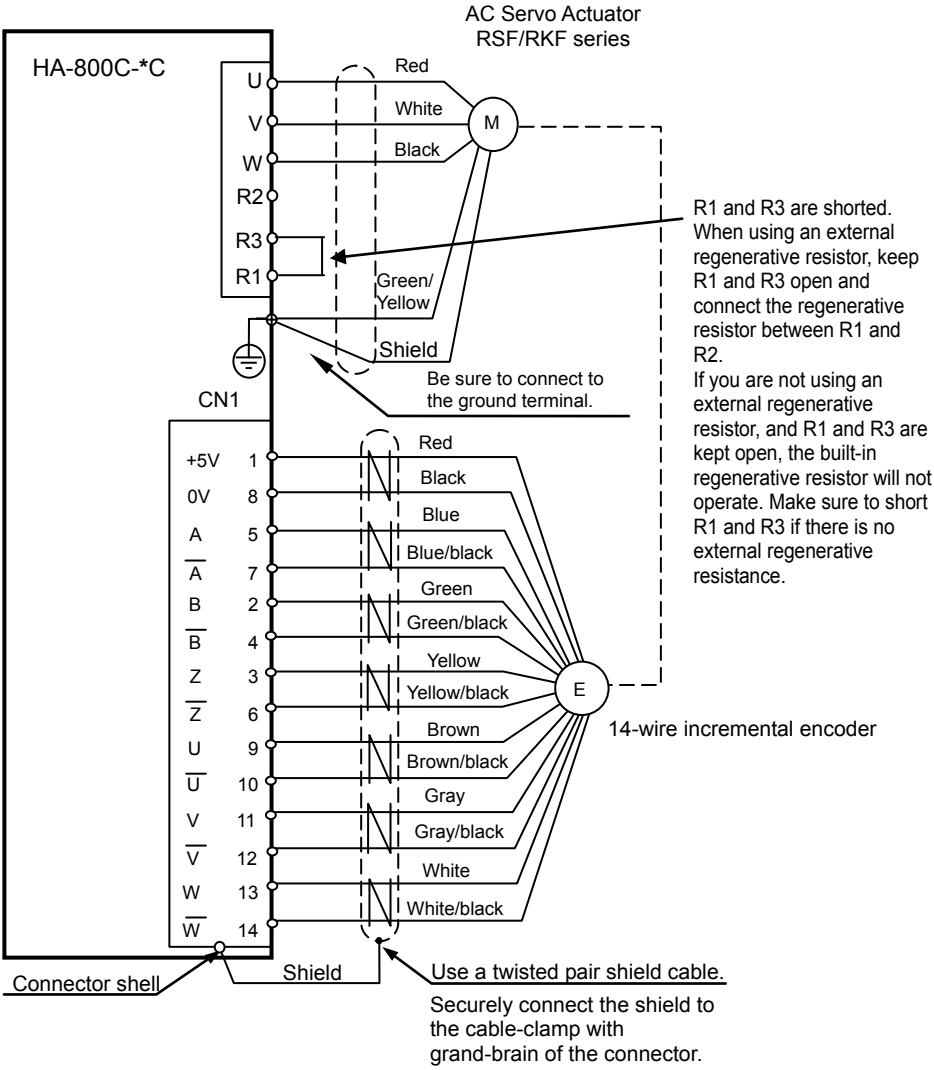 AC Servo Actuator
RSF/RKF series
HA-800C-*C
U
V
W
R2
R3
R1
Red
White
Black
Green/
Yellow
Shield
M
R1 and R3 are shorted.
When using an external
regenerative resistor, keep
R1 and R3 open and
connect the regenerative
resistor between R1 and
R2.
If you are not using an
external regenerative
resistor, and R1 and R3 are
kept open, the built-in
regenerative resistor will not
operate. Make sure to short
R1 and R3 if there is no
external regenerative
resistance.
Be sure to connect to
the ground terminal.
CN1
+5V 1 Red
0V 8 Black
A 5 Blue
A̅ 7 Blue/black
B 2 Green
B̅ 4 Green/black
Z 3 Yellow
Z̅ 6 Yellow/black
U 9 Brown
U̅ 10 Brown/black
V 11 Gray
V̅ 12 Gray/black
W 13 White
W̅ 14 White/black
E
14-wire incremental encoder
Connector shell
Shield
Use a twisted pair shield cable.
Securely connect the shield to
the cable-clamp with
grand-brain of the connector.